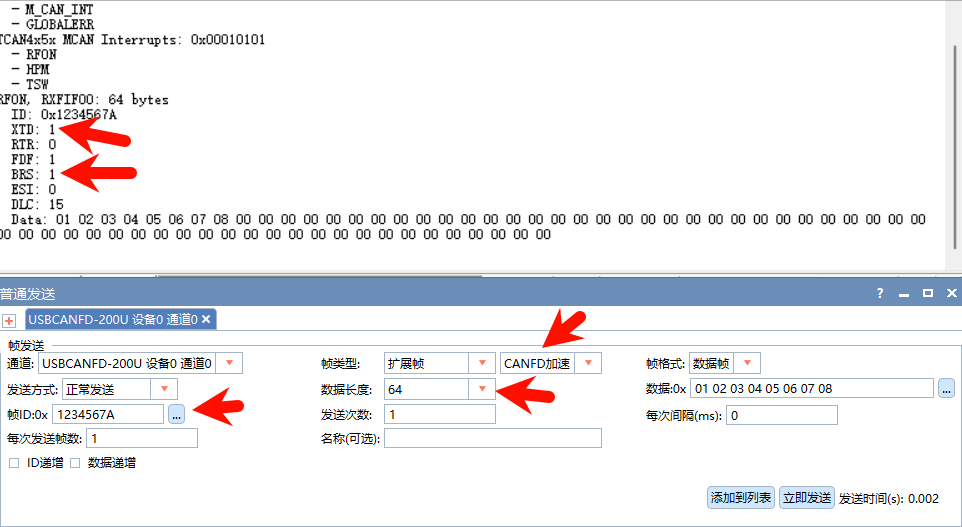 - M_CAN_INT
- GLOBALERR
TCAN4x5x MCAN Interrupts: 0x00010101
- RFON
- HPM
- TSW
RFON, RXFIFO0: 64 bytes
ID: 0x1234567A
XTD: 1
RTR: 0
FDF: 1
BRS: 1
ESI: 0
DLC: 15
Data: 01 02 03 04 05 06 07 08 00 00 00 00 00 00 00 00 00 00 00 00 00 00 00 00 00 00 00 00 00 00 00 00 00 00 00 00 00 00 00
00 00 00 00 00 00 00 00 00 00 00 00 00 00 00 00 00 00 00 00 00 00 00 00 00
普通发送
USBCANFD-200U 设备0 通道0
帧发送
通道: USBCANFD-200U 设备0 通道0 帧类型: 扩展帧 CANFD加速 帧格式: 数据帧
发送方式: 正常发送 数据长度: 64 数据:0x 01 02 03 04 05 06 07 08 ...
帧ID:0x 1234567A ... 发送次数: 1 每次间隔(ms): 0
每次发送帧数: 1 名称(可选):
ID递增 数据递增
添加到列表 立即发送 发送时间(s): 0.002